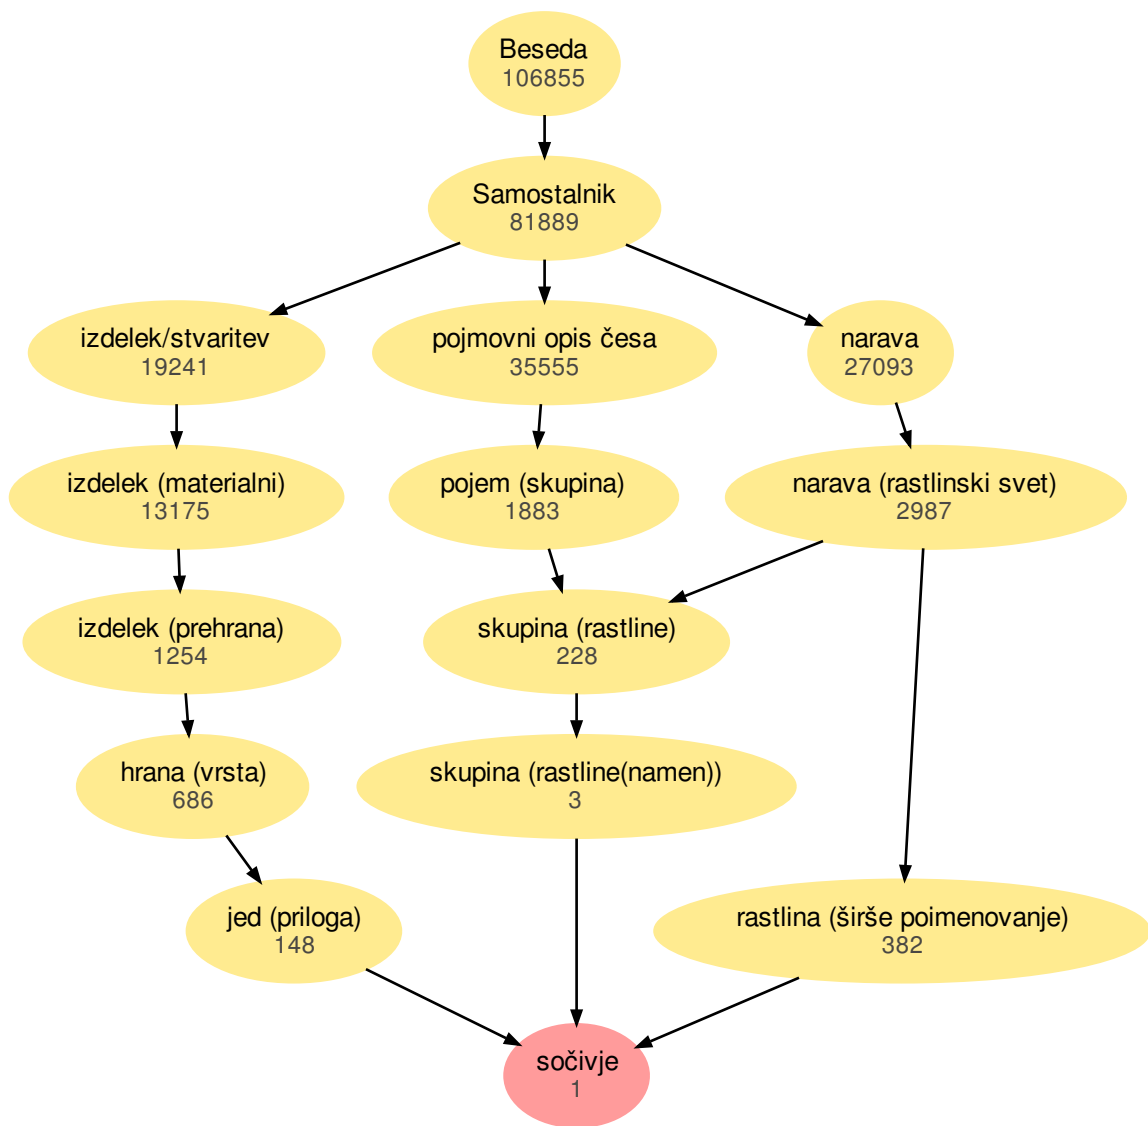 Beseda
106855
Samostalnik
81889
izdelek/stvaritev
19241
pojmovni opis česa
35555
narava
27093
izdelek (materialni)
13175
pojem (skupina)
1883
narava (rastlinski svet)
2987
izdelek (prehrana)
1254
skupina (rastline)
228
hrana (vrsta)
686
skupina (rastline(namen))
3
jed (priloga)
148
rastlina (širše poimenovanje)
382
sočivje
1